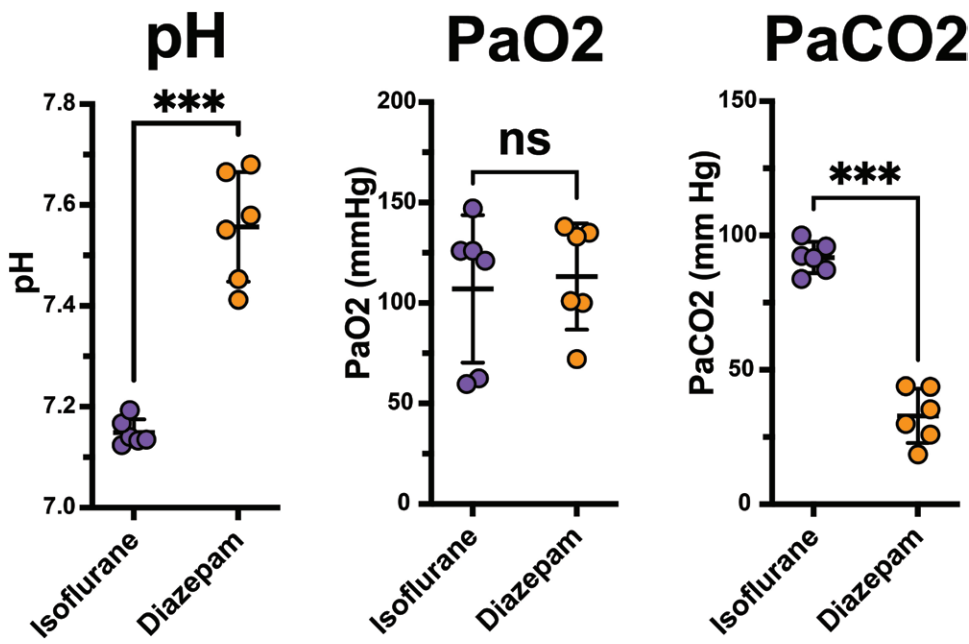 pH
PaO2
PaCO2
7.8
7.6
7.4
7.2
7.0
pH
***
Isoflurane
Diazepam
200
150
100
50
0
PaO2 (mmHg)
ns
Isoflurane
Diazepam
150
100
50
0
PaCO2 (mm Hg)
***
Isoflurane
Diazepam